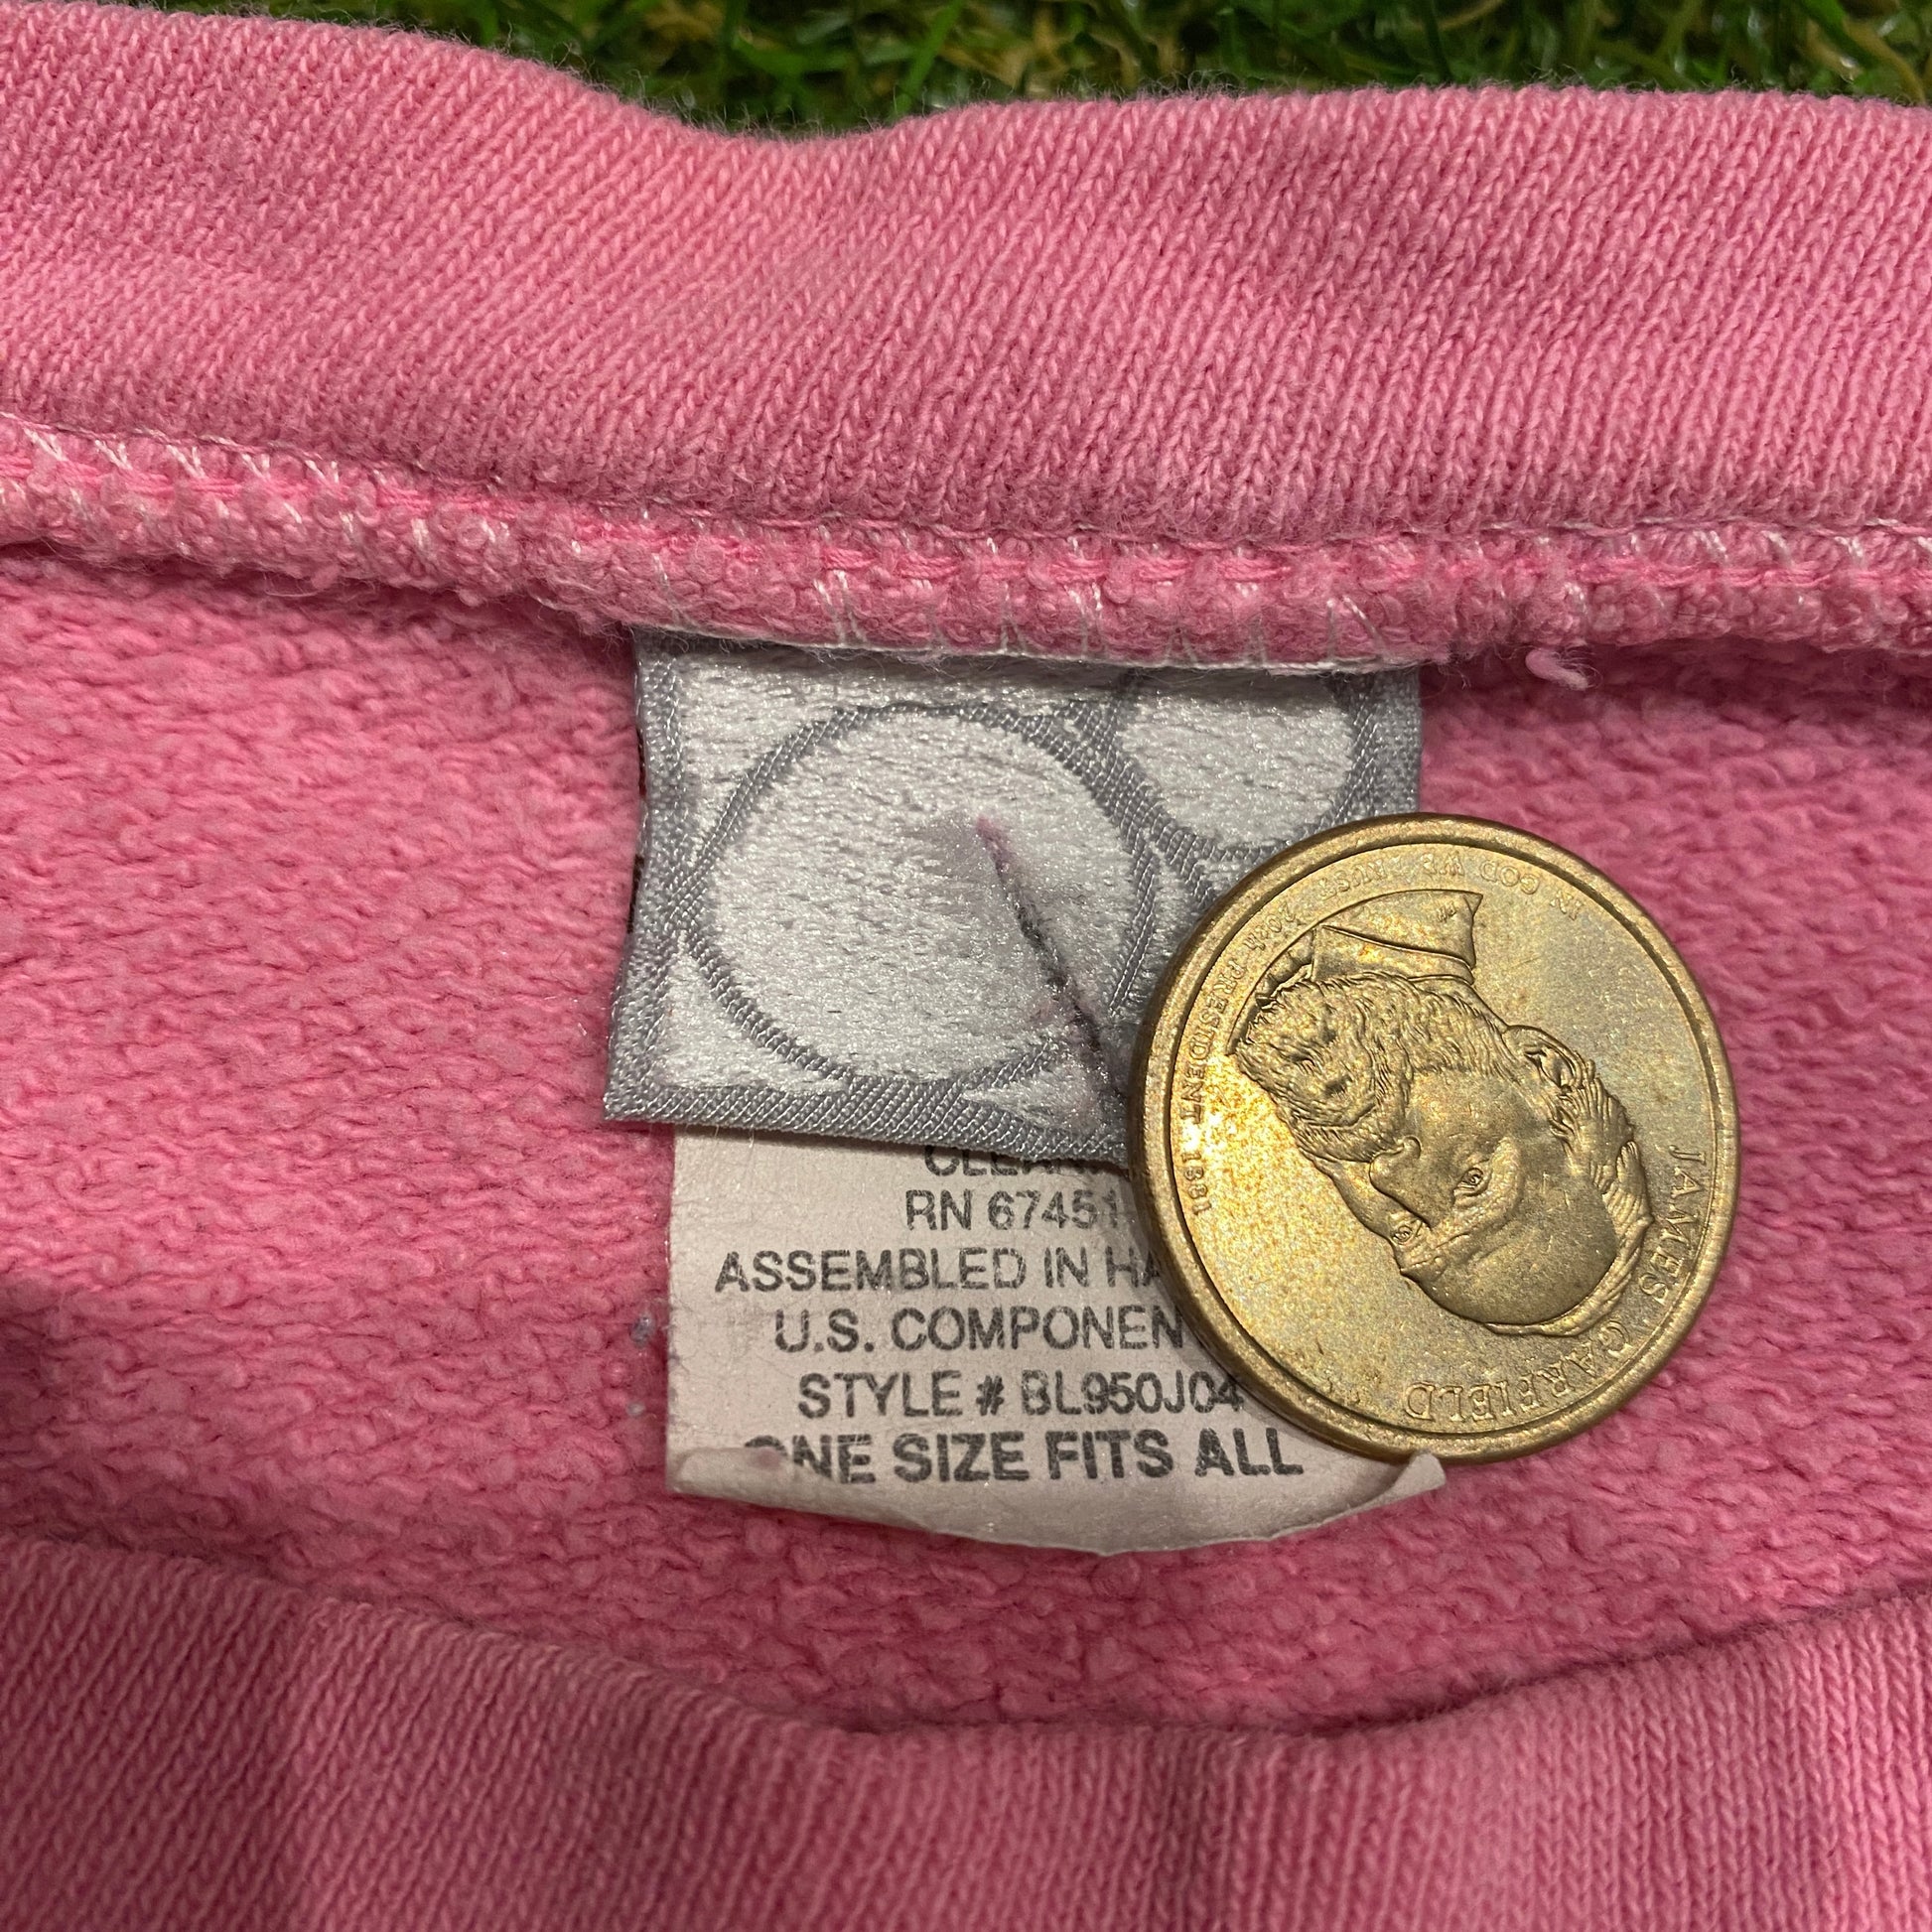 RN 67451
ASSEMBLED IN HA
U.S. COMPONEN
STYLE # BL950J04
ONE SIZE FITS ALL
IN GOD WE TRUST
20th PRESIDENT 1881
JAMES GARFIELD